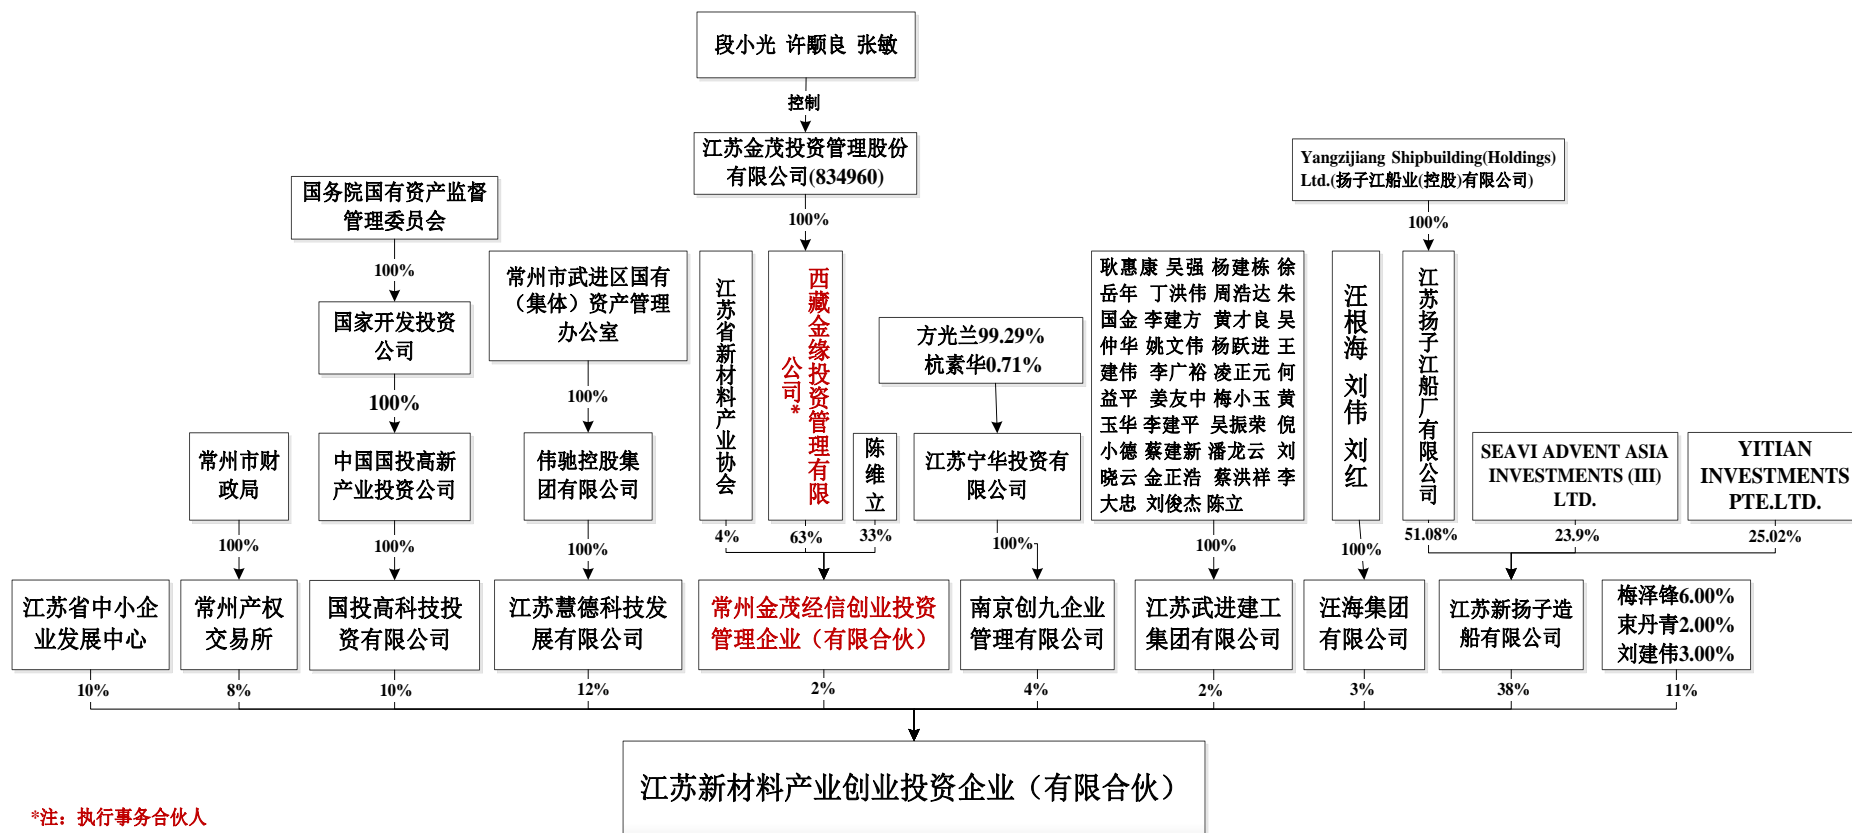 段小光 许颙良 张敏
控制
江苏金茂投资管理股份
有限公司(834960)
Yangzijiang Shipbuilding(Holdings)
Ltd.(扬子江船业(控股)有限公司)
国务院国有资产监督
管理委员会
100%
100%
100%
常州市武进区国有
（集体）资产管理
办公室
江苏省新材料产业协会
西藏金缘投资管理有限
公司*
耿惠康 吴强 杨建栋 徐
岳年 丁洪伟 周浩达 朱
国金 李建方 黄才良 吴
仲华 姚文伟 杨跃进 王
建伟 李广裕 凌正元 何
益平 姜友中 梅小玉 黄
玉华 李建平 吴振荣 倪
小德 蔡建新 潘龙云 刘
晓云 金正浩 蔡洪祥 李
大忠 刘俊杰 陈立
汪根海 刘伟 刘红
江苏扬子江船厂有限公司
国家开发投资
公司
方光兰99.29%
杭素华0.71%
100%
100%
常州市财
政局
中国国投高新
产业投资公司
伟驰控股集
团有限公司
陈维立
江苏宁华投资有
限公司
SEAVI ADVENT ASIA
INVESTMENTS (III)
LTD.
YITIAN
INVESTMENTS
PTE.LTD.
100%
100%
100%
4%
63%
33%
100%
100%
100%
51.08%
23.9%
25.02%
江苏省中小企
业发展中心
常州产权
交易所
国投高科技投
资有限公司
江苏慧德科技发
展有限公司
常州金茂经信创业投资
管理企业（有限合伙）
南京创九企业
管理有限公司
江苏武进建工
集团有限公司
汪海集团
有限公司
江苏新扬子造
船有限公司
梅泽锋6.00%
束丹青2.00%
刘建伟3.00%
10%
8%
10%
12%
2%
4%
2%
3%
38%
11%
江苏新材料产业创业投资企业（有限合伙）
*注：执行事务合伙人